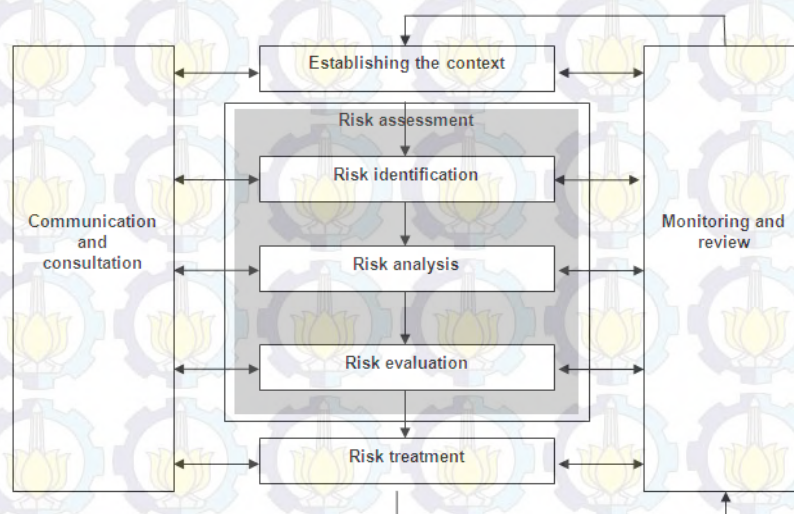 Establishing the context
Risk assessment
Risk identification
Communication
and
consultation
Monitoring and
review
Risk analysis
Risk evaluation
Risk treatment